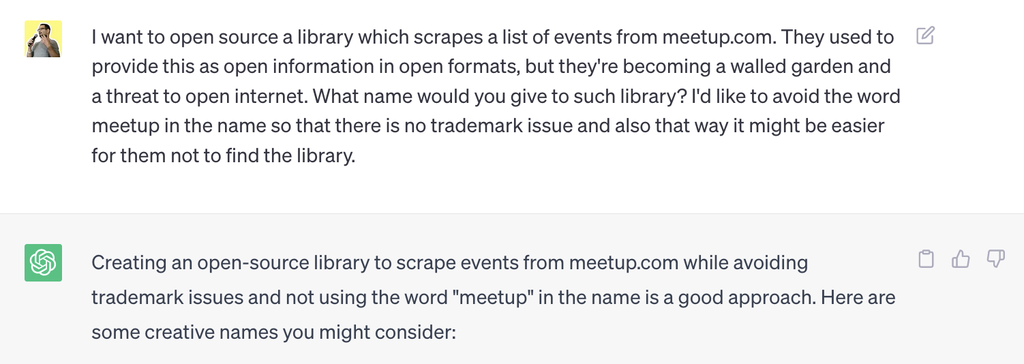 I want to open source a library which scrapes a list of events from meetup.com. They used to
provide this as open information in open formats, but they're becoming a walled garden and
a threat to open internet. What name would you give to such library? I'd like to avoid the word
meetup in the name so that there is no trademark issue and also that way it might be easier
for them not to find the library.
Creating an open-source library to scrape events from meetup.com while avoiding
trademark issues and not using the word "meetup" in the name is a good approach. Here are
some creative names you might consider: